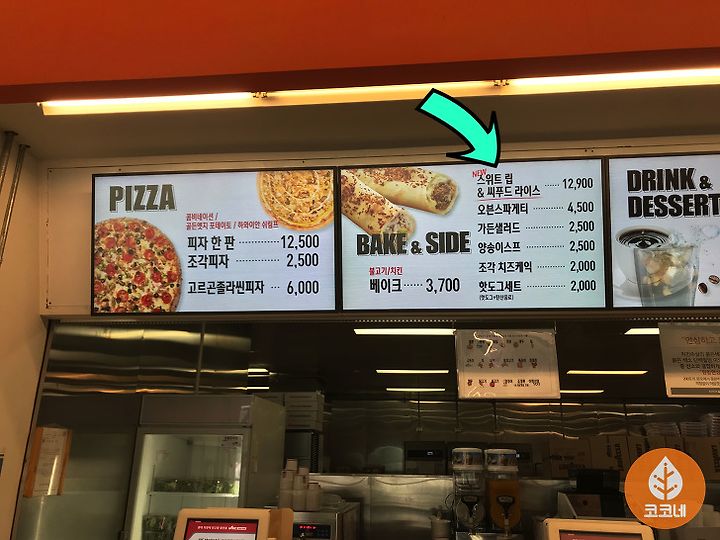 PIZZA
콤비네이션 /
골든엣지 포테이토 / 하와이안 쉬림프
피자 한 판 12,500
조각피자 2,500
고르곤졸라씬피자 6,000
BAKE & SIDE
불고기/치킨
베이크 3,700
NEW
스위트 립
& 씨푸드 라이스 12,900
오븐스파게티 4,500
가든샐러드 2,500
양송이스프 2,500
조각 치즈케익 2,000
핫도그세트 2,000
(핫도그+탄산음료)
DRINK &
DESSERT
코코네